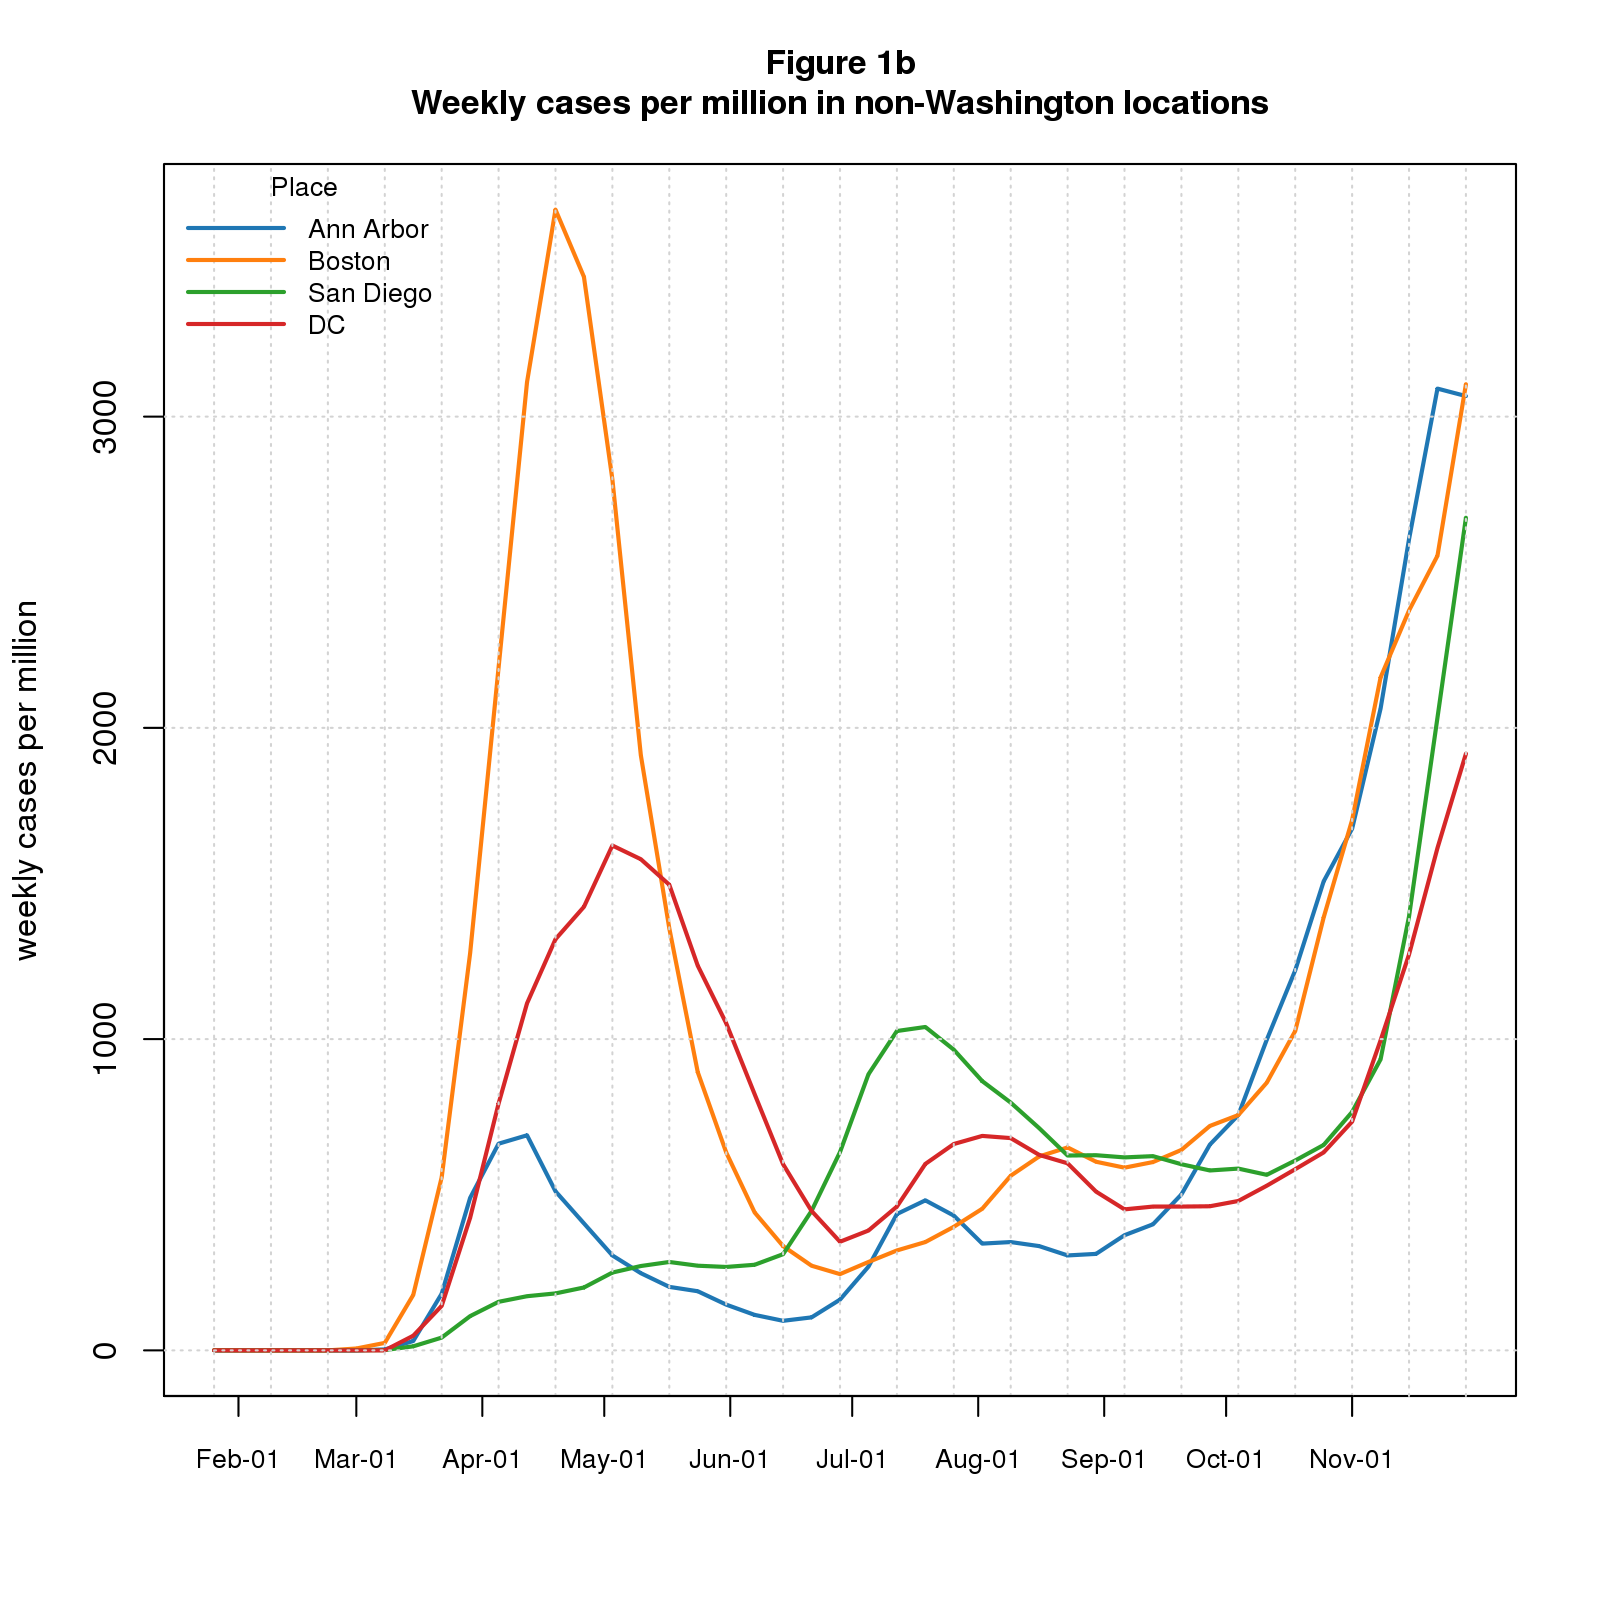 Figure 1b
Weekly cases per million in non-Washington locations
Place
Ann Arbor
Boston
San Diego
DC
weekly cases per million
3000
2000
1000
0
Feb-01 Mar-01 Apr-01 May-01 Jun-01 Jul-01 Aug-01 Sep-01 Oct-01 Nov-01